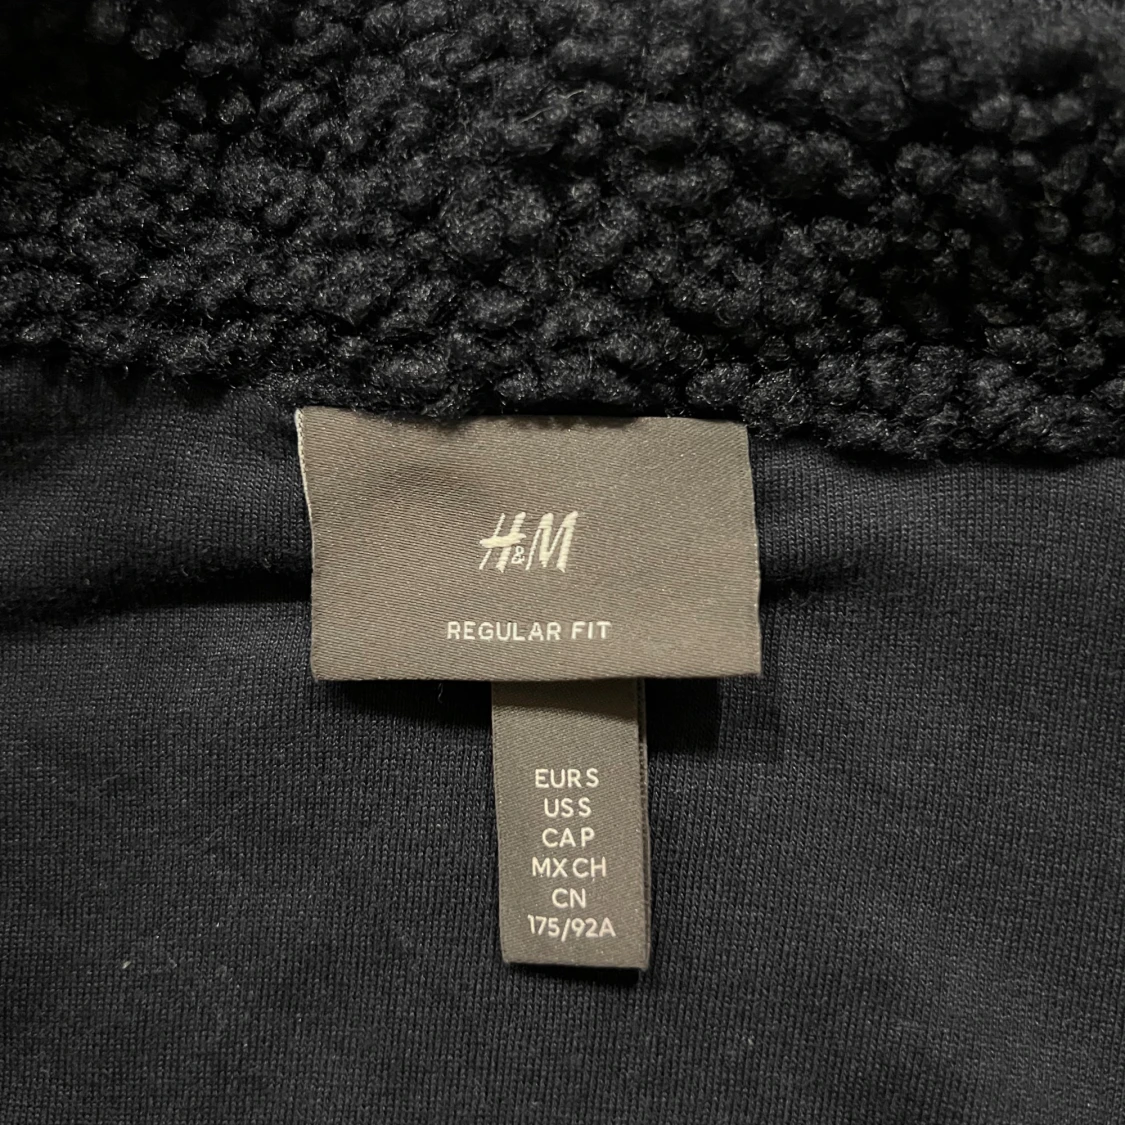 H&M
REGULAR FIT
EUR S
US S
CA P
MX CH
CN
175/92A